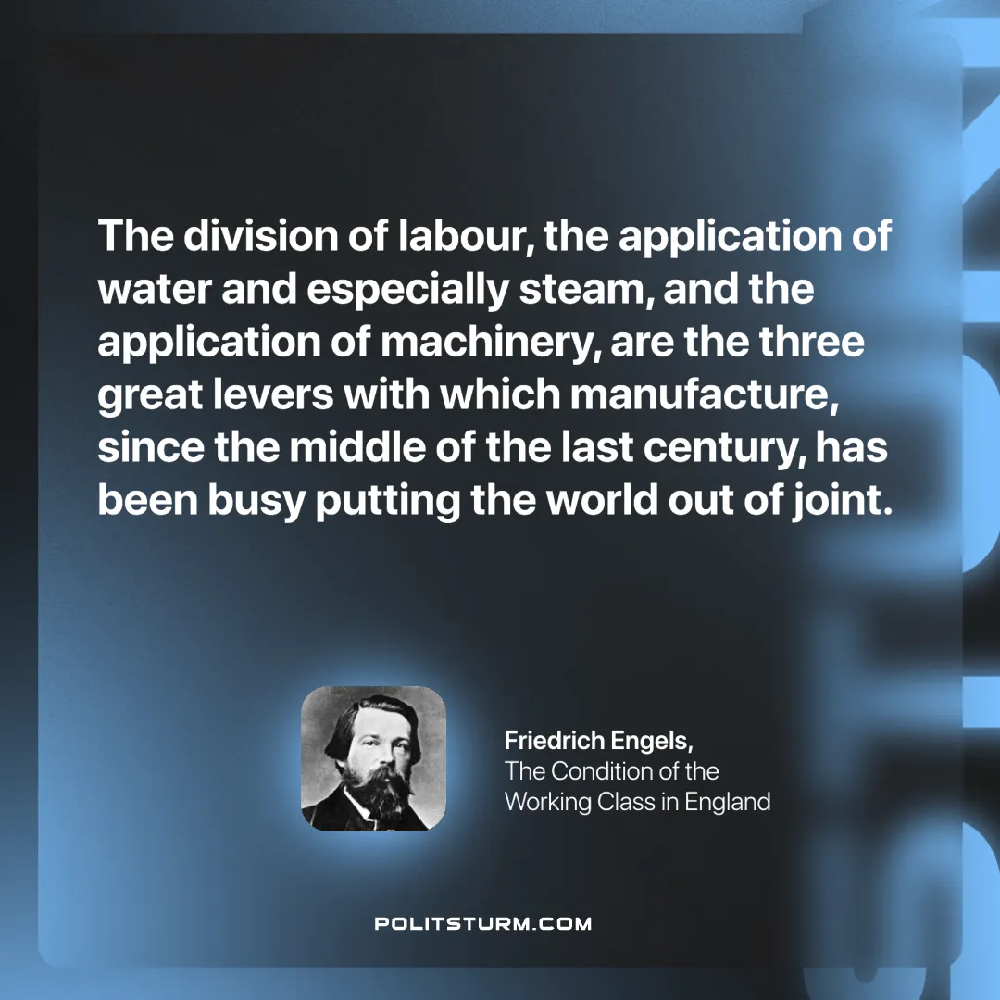 The division of labour, the application of
water and especially steam, and the
application of machinery, are the three
great levers with which manufacture,
since the middle of the last century, has
been busy putting the world out of joint.
Friedrich Engels,
The Condition of the
Working Class in England
POLITSTURM.COM